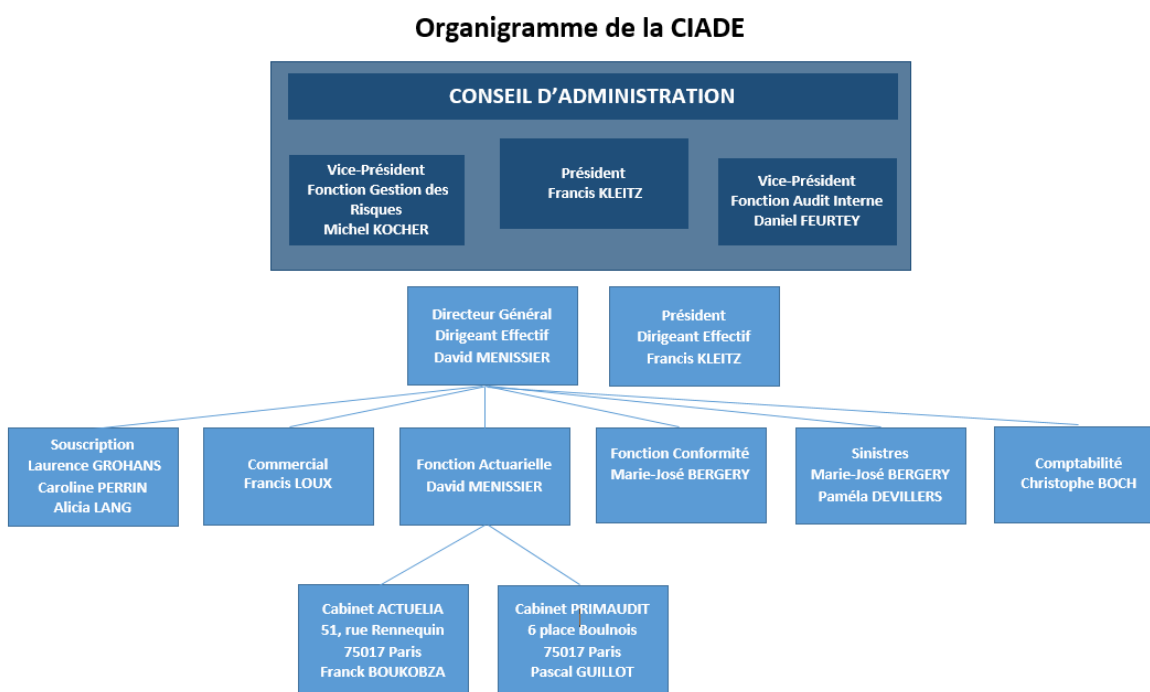 Organigramme de la CIADE
CONSEIL D'ADMINISTRATION
Vice-Président
Fonction Gestion des
Risques
Michel KOCHER
Président
Francis KLEITZ
Vice-Président
Fonction Audit Interne
Daniel FEURTEY
Directeur Général
Dirigeant Effectif
David MENISSIER
Président
Dirigeant Effectif
Francis KLEITZ
Souscription
Laurence GROHANS
Caroline PERRIN
Alicia LANG
Commercial
Francis LOUX
Fonction Actuarielle
David MENISSIER
Fonction Conformité
Marie-José BERGERY
Sinistres
Marie-José BERGERY
Paméla DEVILLERS
Comptabilité
Christophe BOCH
Cabinet ACTUELIA
51, rue Rennequin
75017 Paris
Franck BOUKOBZA
Cabinet PRIMAUDIT
6 place Boulnois
75017 Paris
Pascal GUILLOT